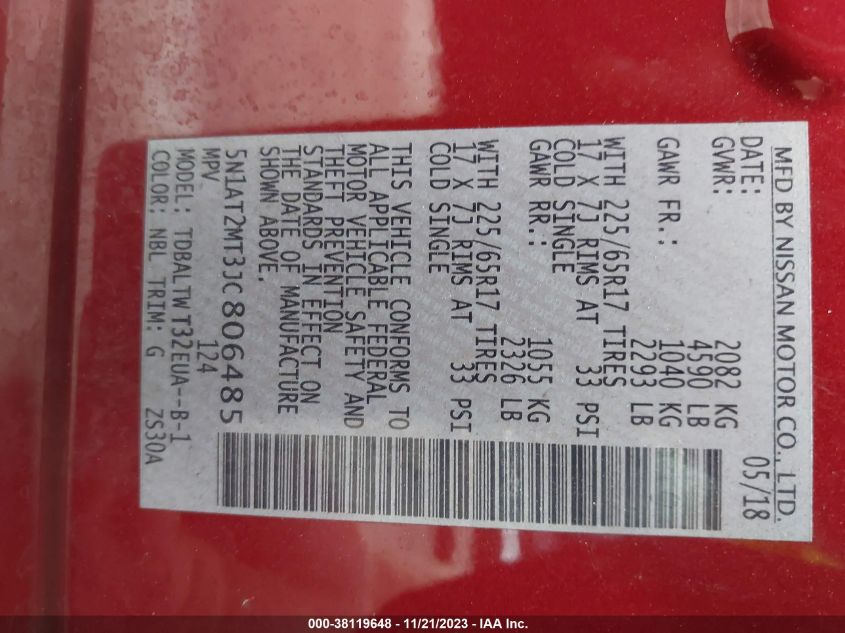 MFD BY NISSAN MOTOR CO., LTD.
DATE: 05/18
GVWR: 2082 KG
4590 LB
GAWR FR.: 1040 KG
2293 LB
WITH 225/65R17 TIRES
17 X 7J RIMS AT 33 PSI
COLD SINGLE
GAWR RR.: 1055 KG
2326 LB
WITH 225/65R17 TIRES
17 X 7J RIMS AT 33 PSI
COLD SINGLE
THIS VEHICLE CONFORMS TO
ALL APPLICABLE FEDERAL
MOTOR VEHICLE SAFETY AND
THEFT PREVENTION
STANDARDS IN EFFECT ON
THE DATE OF MANUFACTURE
SHOWN ABOVE.
5N1AT2MT3JC806485
MPV 124
MODEL: TDBALTW T32EUA--B-1
COLOR: NBL TRIM: G ZS30A
000-38119648 - 11/21/2023 - IAA Inc.